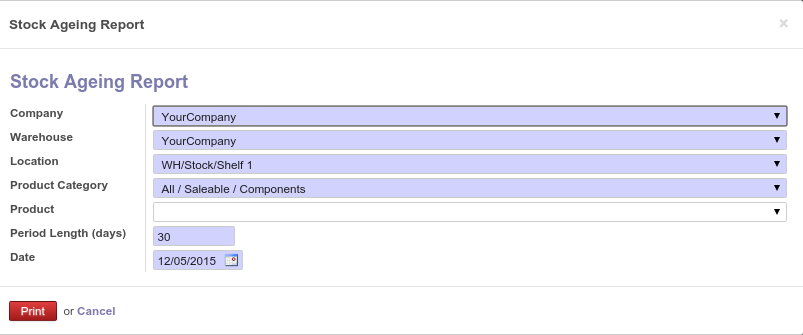 Stock Ageing Report
×
Stock Ageing Report
Company YourCompany
Warehouse YourCompany
Location WH/Stock/Shelf 1
Product Category All / Saleable / Components
Product
Period Length (days) 30
Date 12/05/2015
Print or Cancel